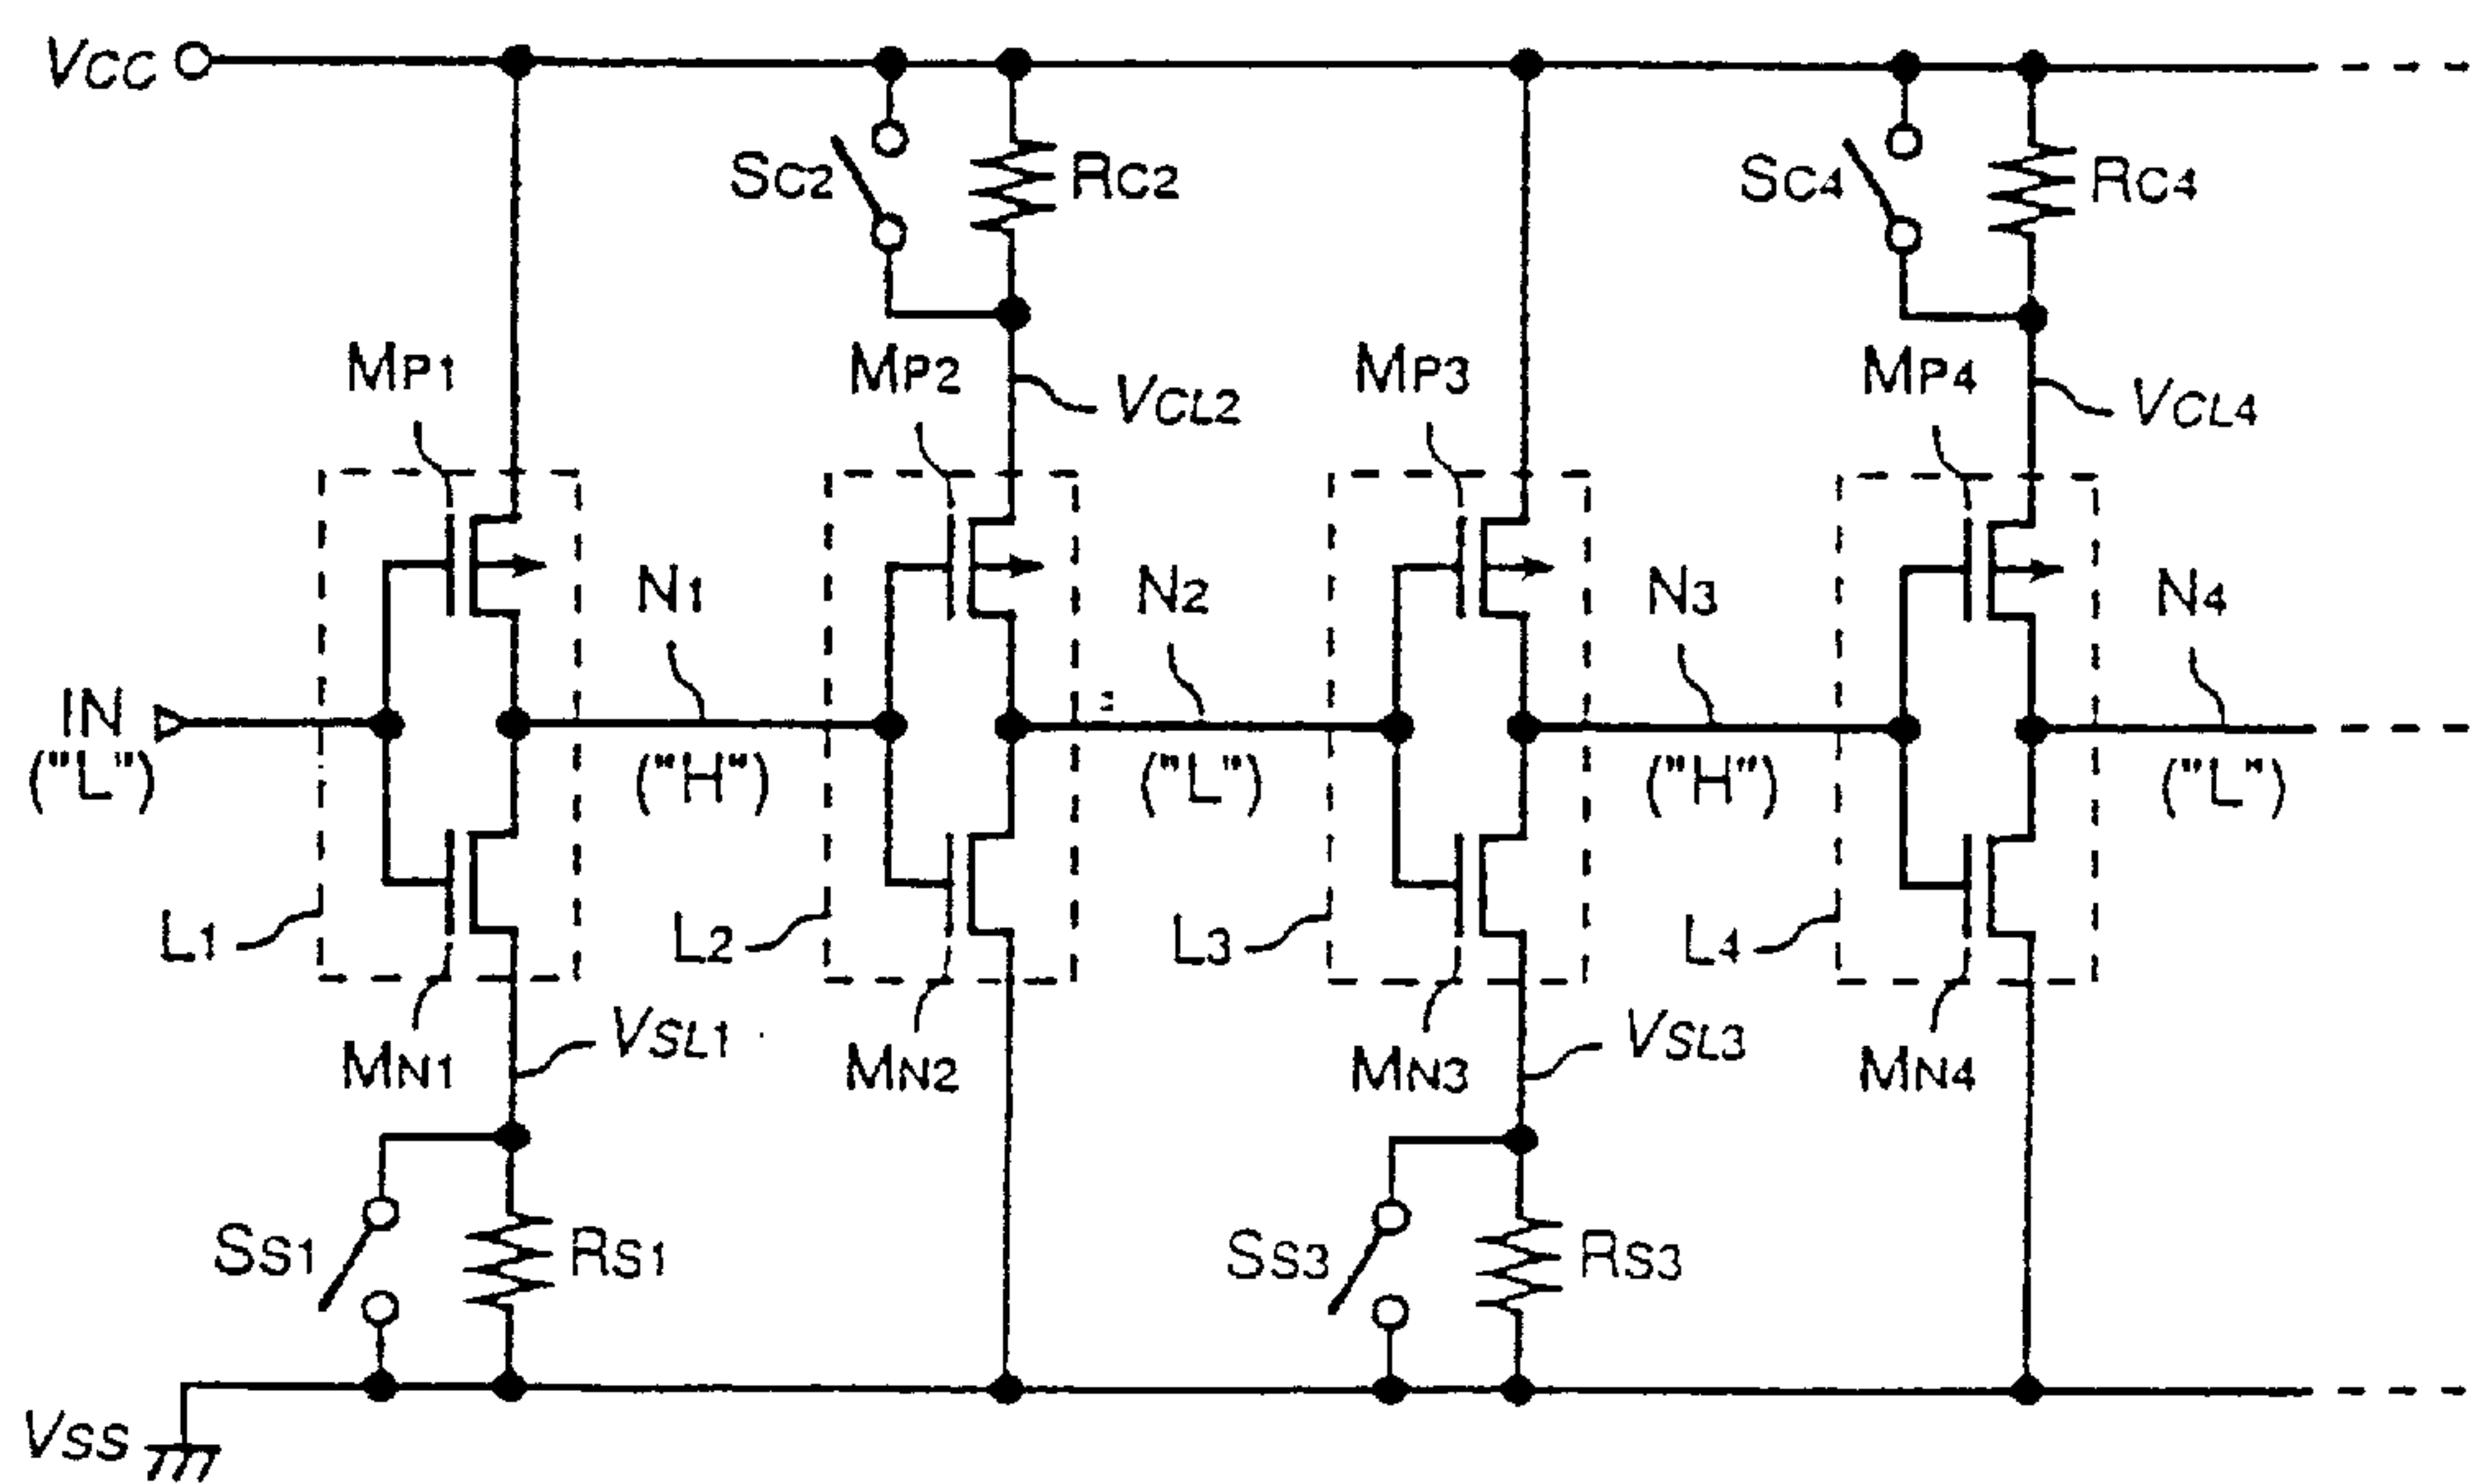 VCC
SC2
RC2
SC4
RC4
MP1
MP2
VCL2
MP3
MP4
VCL4
N1
N2
N3
N4
IN
("L")
("H")
("L")
("H")
("L")
L1
L2
L3
L4
MN1
VSL1
MN2
MN3
VSL3
MN4
SS1
RS1
SS3
RS3
VSS